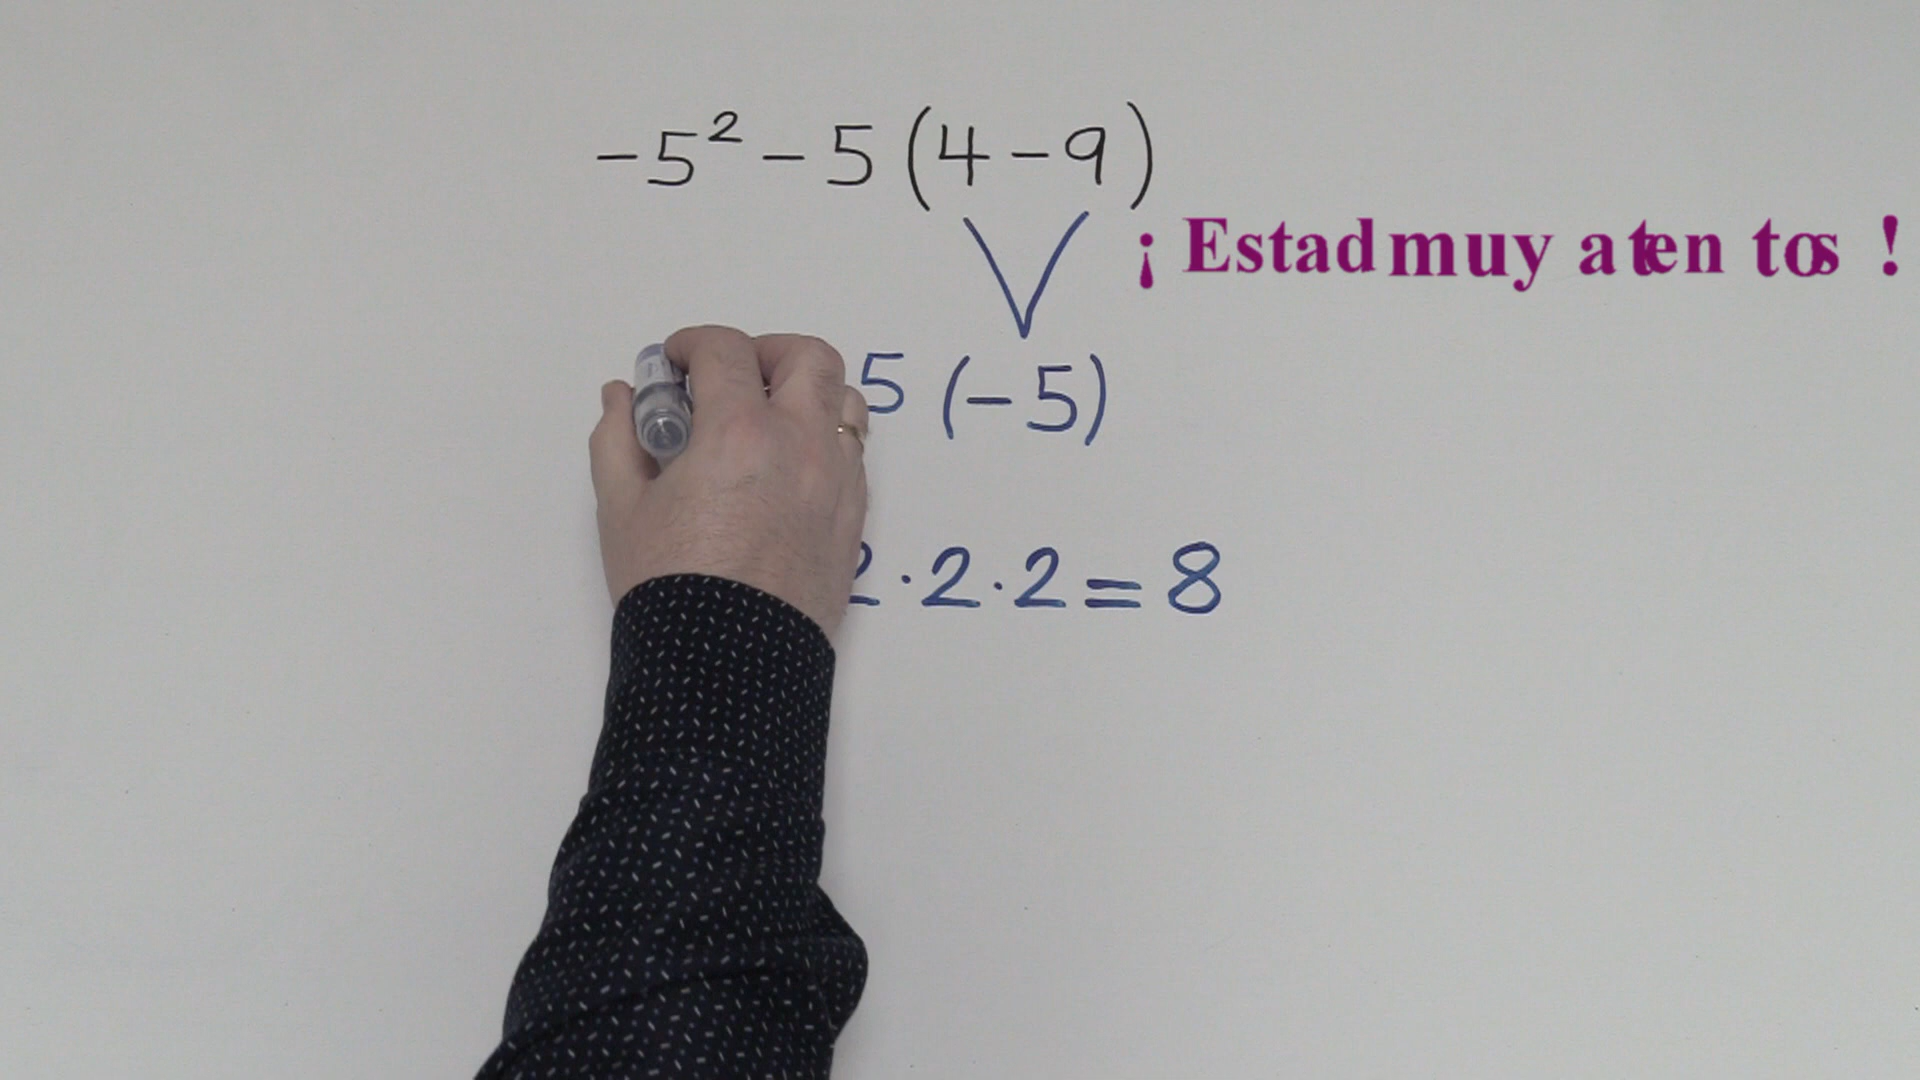 -5² - 5 (4 - 9)
¡ Estad muy atentos !
5 (-5)
2 · 2 · 2 = 8